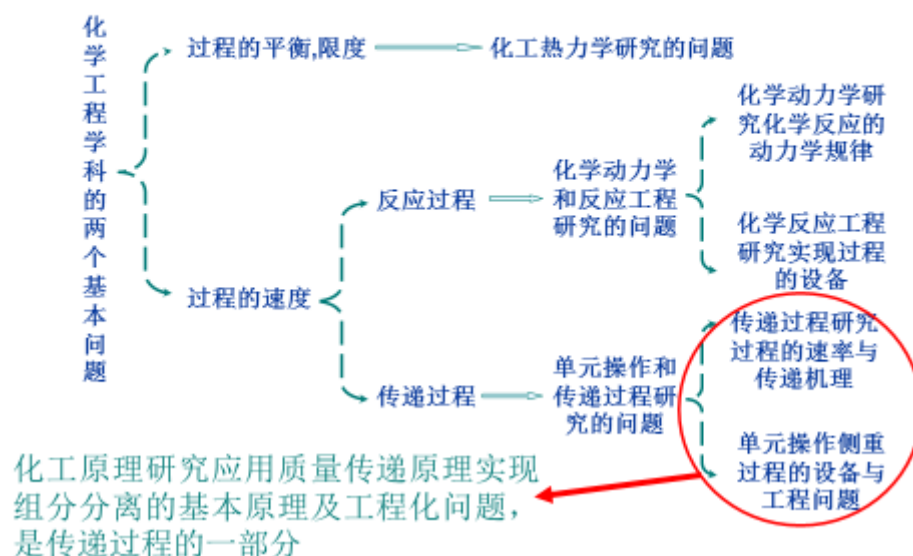 化学工程学科的两个基本问题
过程的平衡,限度
化工热力学研究的问题
过程的速度
反应过程
化学动力学
和反应工程
研究的问题
化学动力学研
究化学反应的
动力学规律
化学反应工程
研究实现过程
的设备
传递过程
单元操作和
传递过程研
究的问题
传递过程研究
过程的速率与
传递机理
单元操作侧重
过程的设备与
工程问题
化工原理研究应用质量传递原理实现
组分分离的基本原理及工程化问题，
是传递过程的一部分